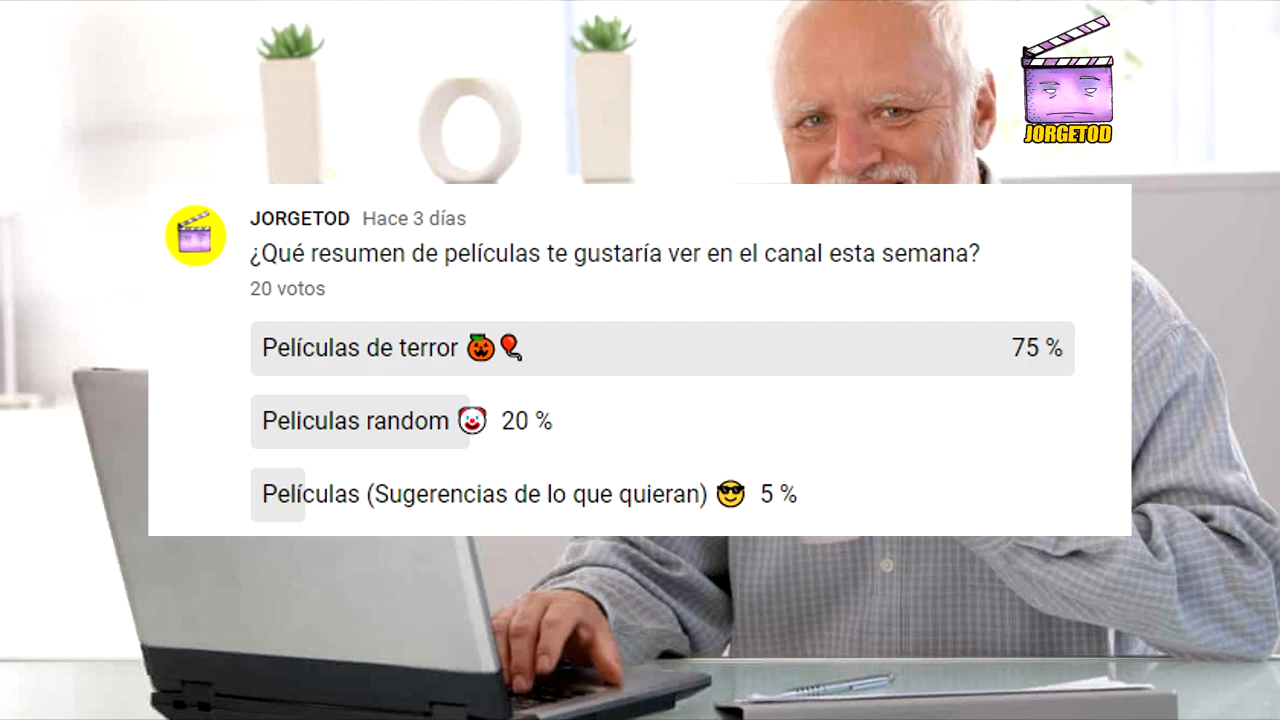 JORGETOD
JORGETOD Hace 3 días
¿Qué resumen de películas te gustaría ver en el canal esta semana?
20 votos
Películas de terror 🎃🎈 75 %
Peliculas random 🤡 20 %
Películas (Sugerencias de lo que quieran) 😎 5 %